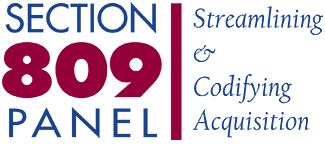 SECTION
809
PANEL
Streamlining
&
Codifying
Acquisition